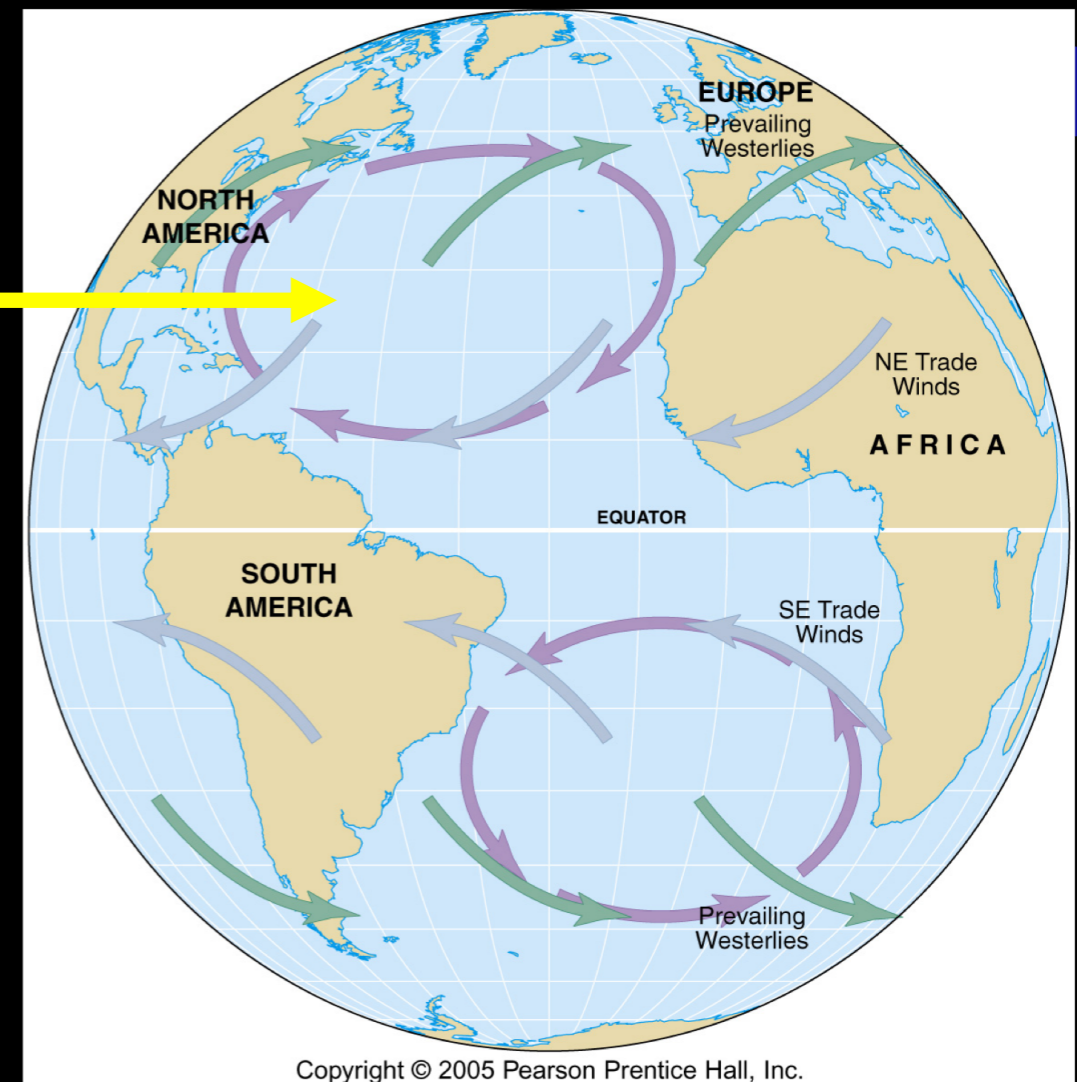 EUROPE
Prevailing
Westerlies
NORTH
AMERICA
NE Trade
Winds
AFRICA
EQUATOR
SOUTH
AMERICA
SE Trade
Winds
Prevailing
Westerlies
Copyright © 2005 Pearson Prentice Hall, Inc.